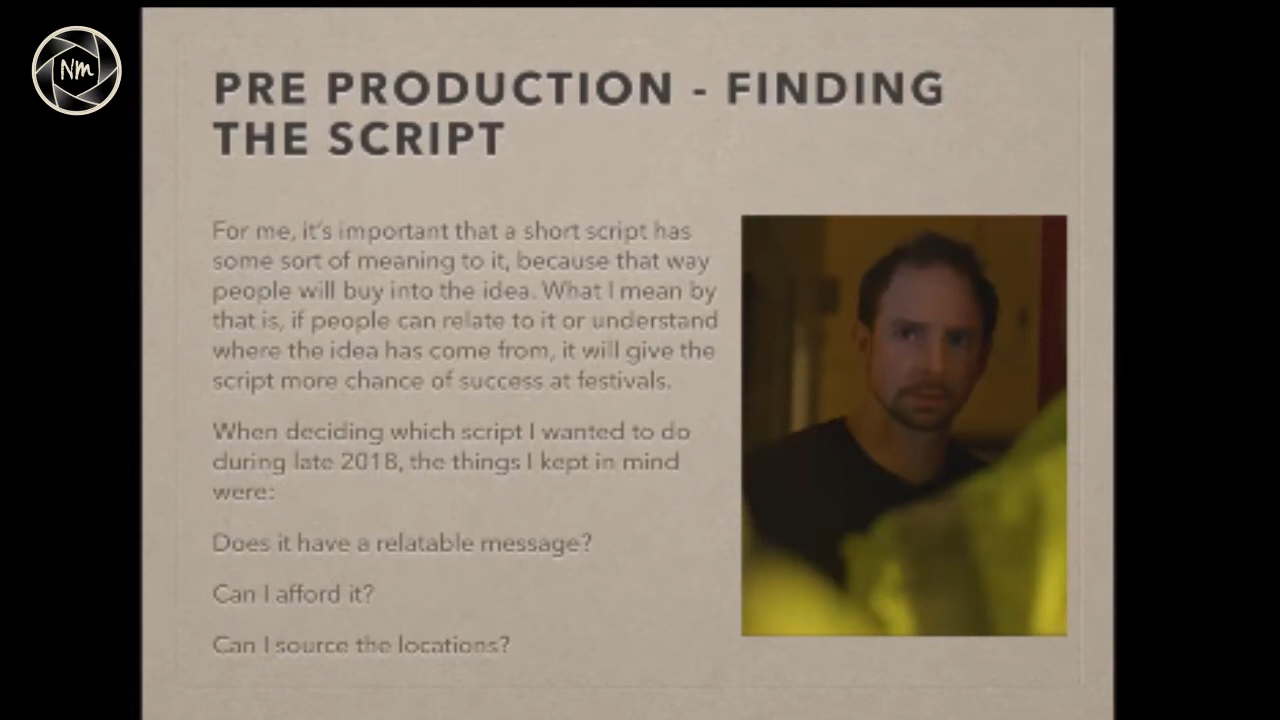 Nm
PRE PRODUCTION - FINDING
THE SCRIPT
For me, it's important that a short script has
some sort of meaning to it, because that way
people will buy into the idea. What I mean by
that is, if people can relate to it or understand
where the idea has come from, it will give the
script more chance of success at festivals.
When deciding which script I wanted to do
during late 2018, the things I kept in mind
were:
Does it have a relatable message?
Can I afford it?
Can I source the locations?